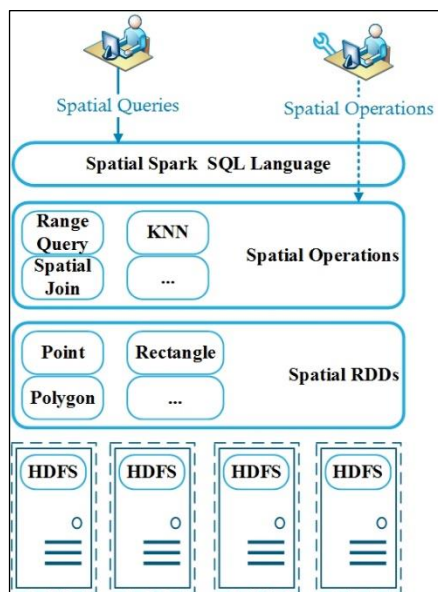 Spatial Queries
Spatial Operations
Spatial Spark SQL Language
Range
Query
KNN
Spatial
Join
...
Spatial Operations
Point
Rectangle
Polygon
...
Spatial RDDs
HDFS
HDFS
HDFS
HDFS